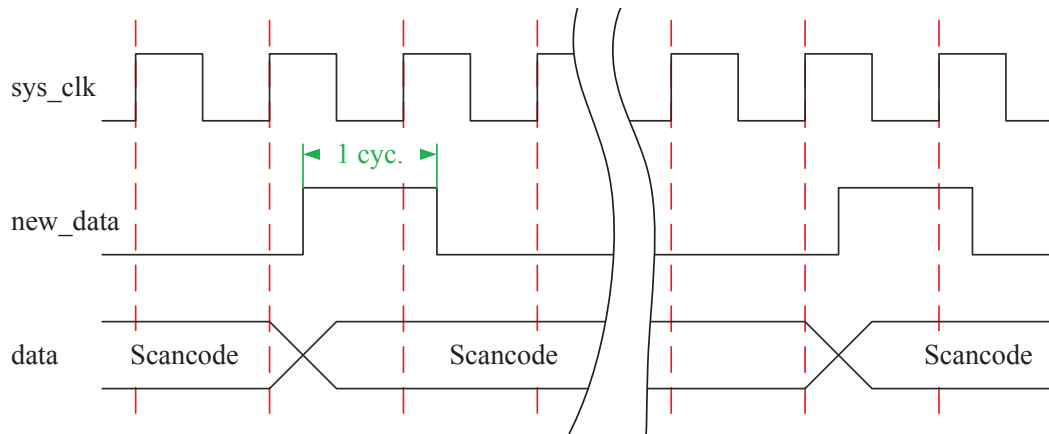 sys_clk
1 cyc.
new_data
data
Scancode
Scancode
Scancode